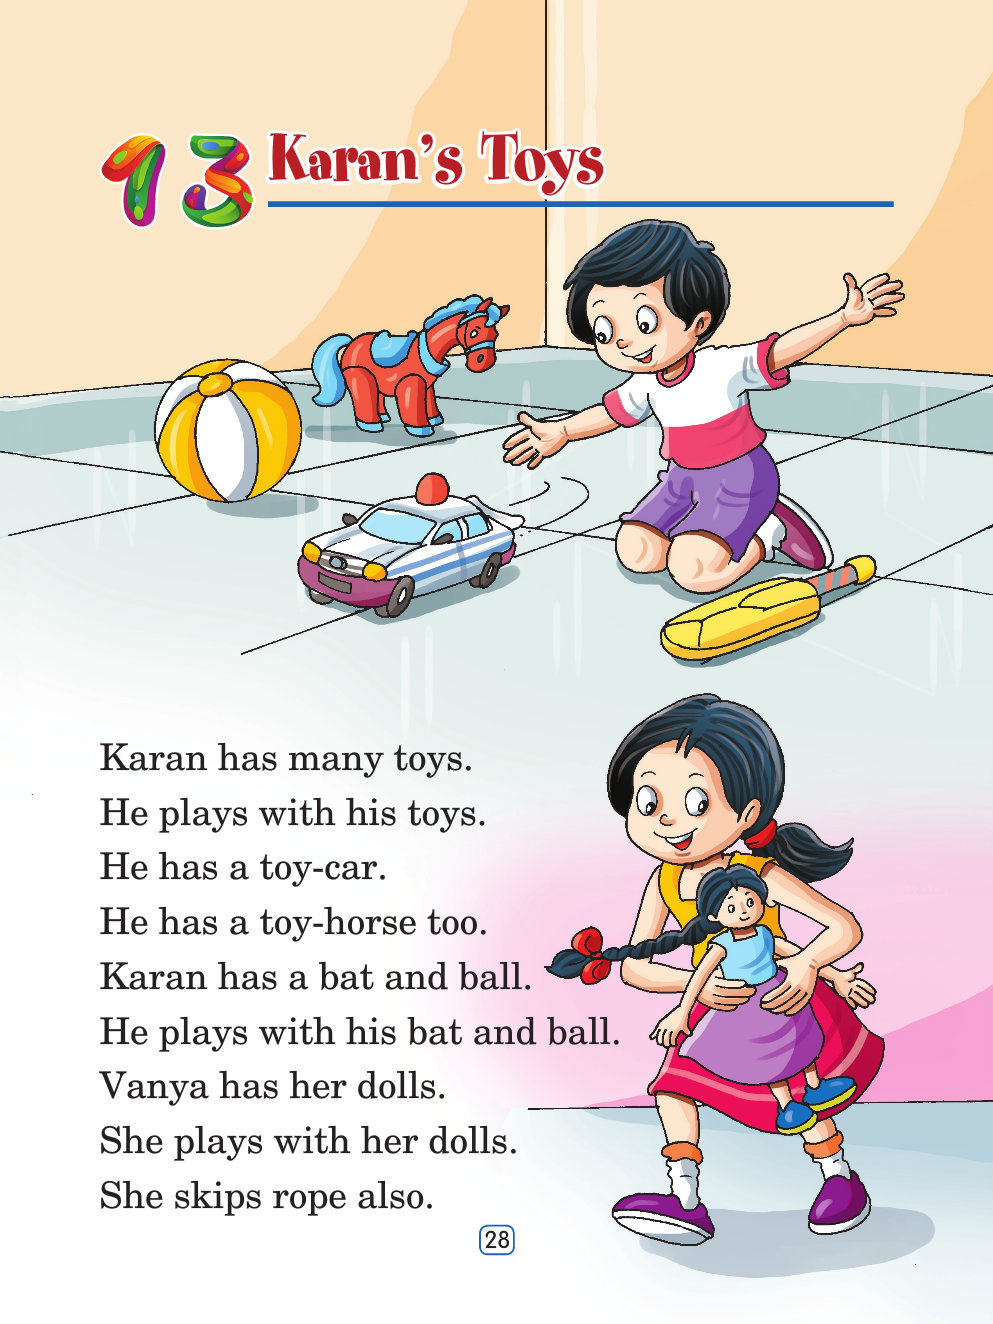 13 Karan's Toys
Karan has many toys.
He plays with his toys.
He has a toy-car.
He has a toy-horse too.
Karan has a bat and ball.
He plays with his bat and ball.
Vanya has her dolls.
She plays with her dolls.
She skips rope also.
28